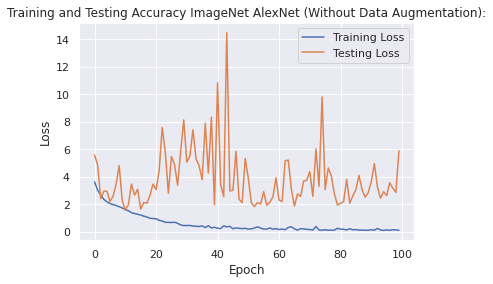 Training and Testing Accuracy ImageNet AlexNet (Without Data Augmentation):
Training Loss
Testing Loss
14
12
10
8
6
4
2
0
Loss
0 20 40 60 80 100
Epoch